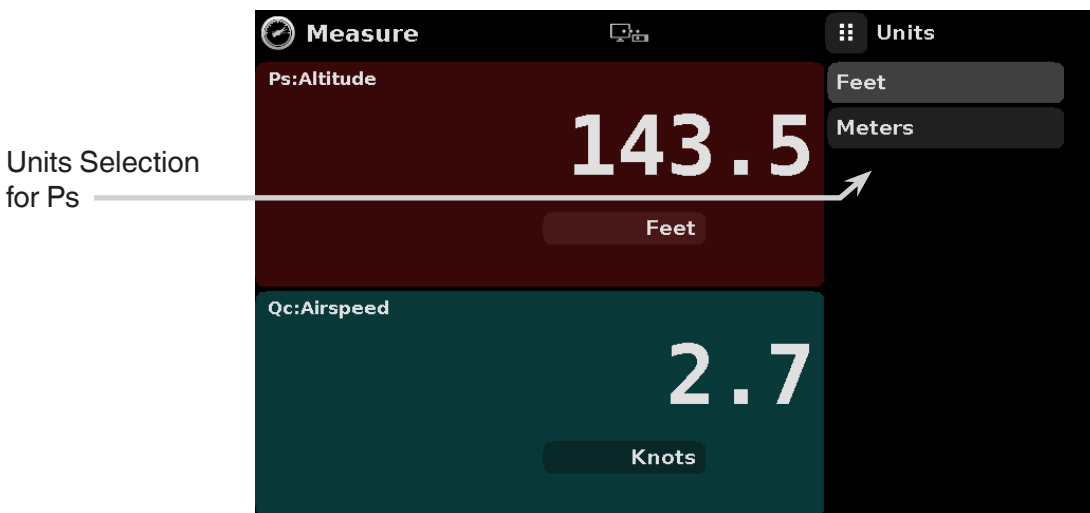 Measure
Units
Ps:Altitude
143.5
Feet
Feet
Meters
Units Selection
for Ps
Qc:Airspeed
2.7
Knots